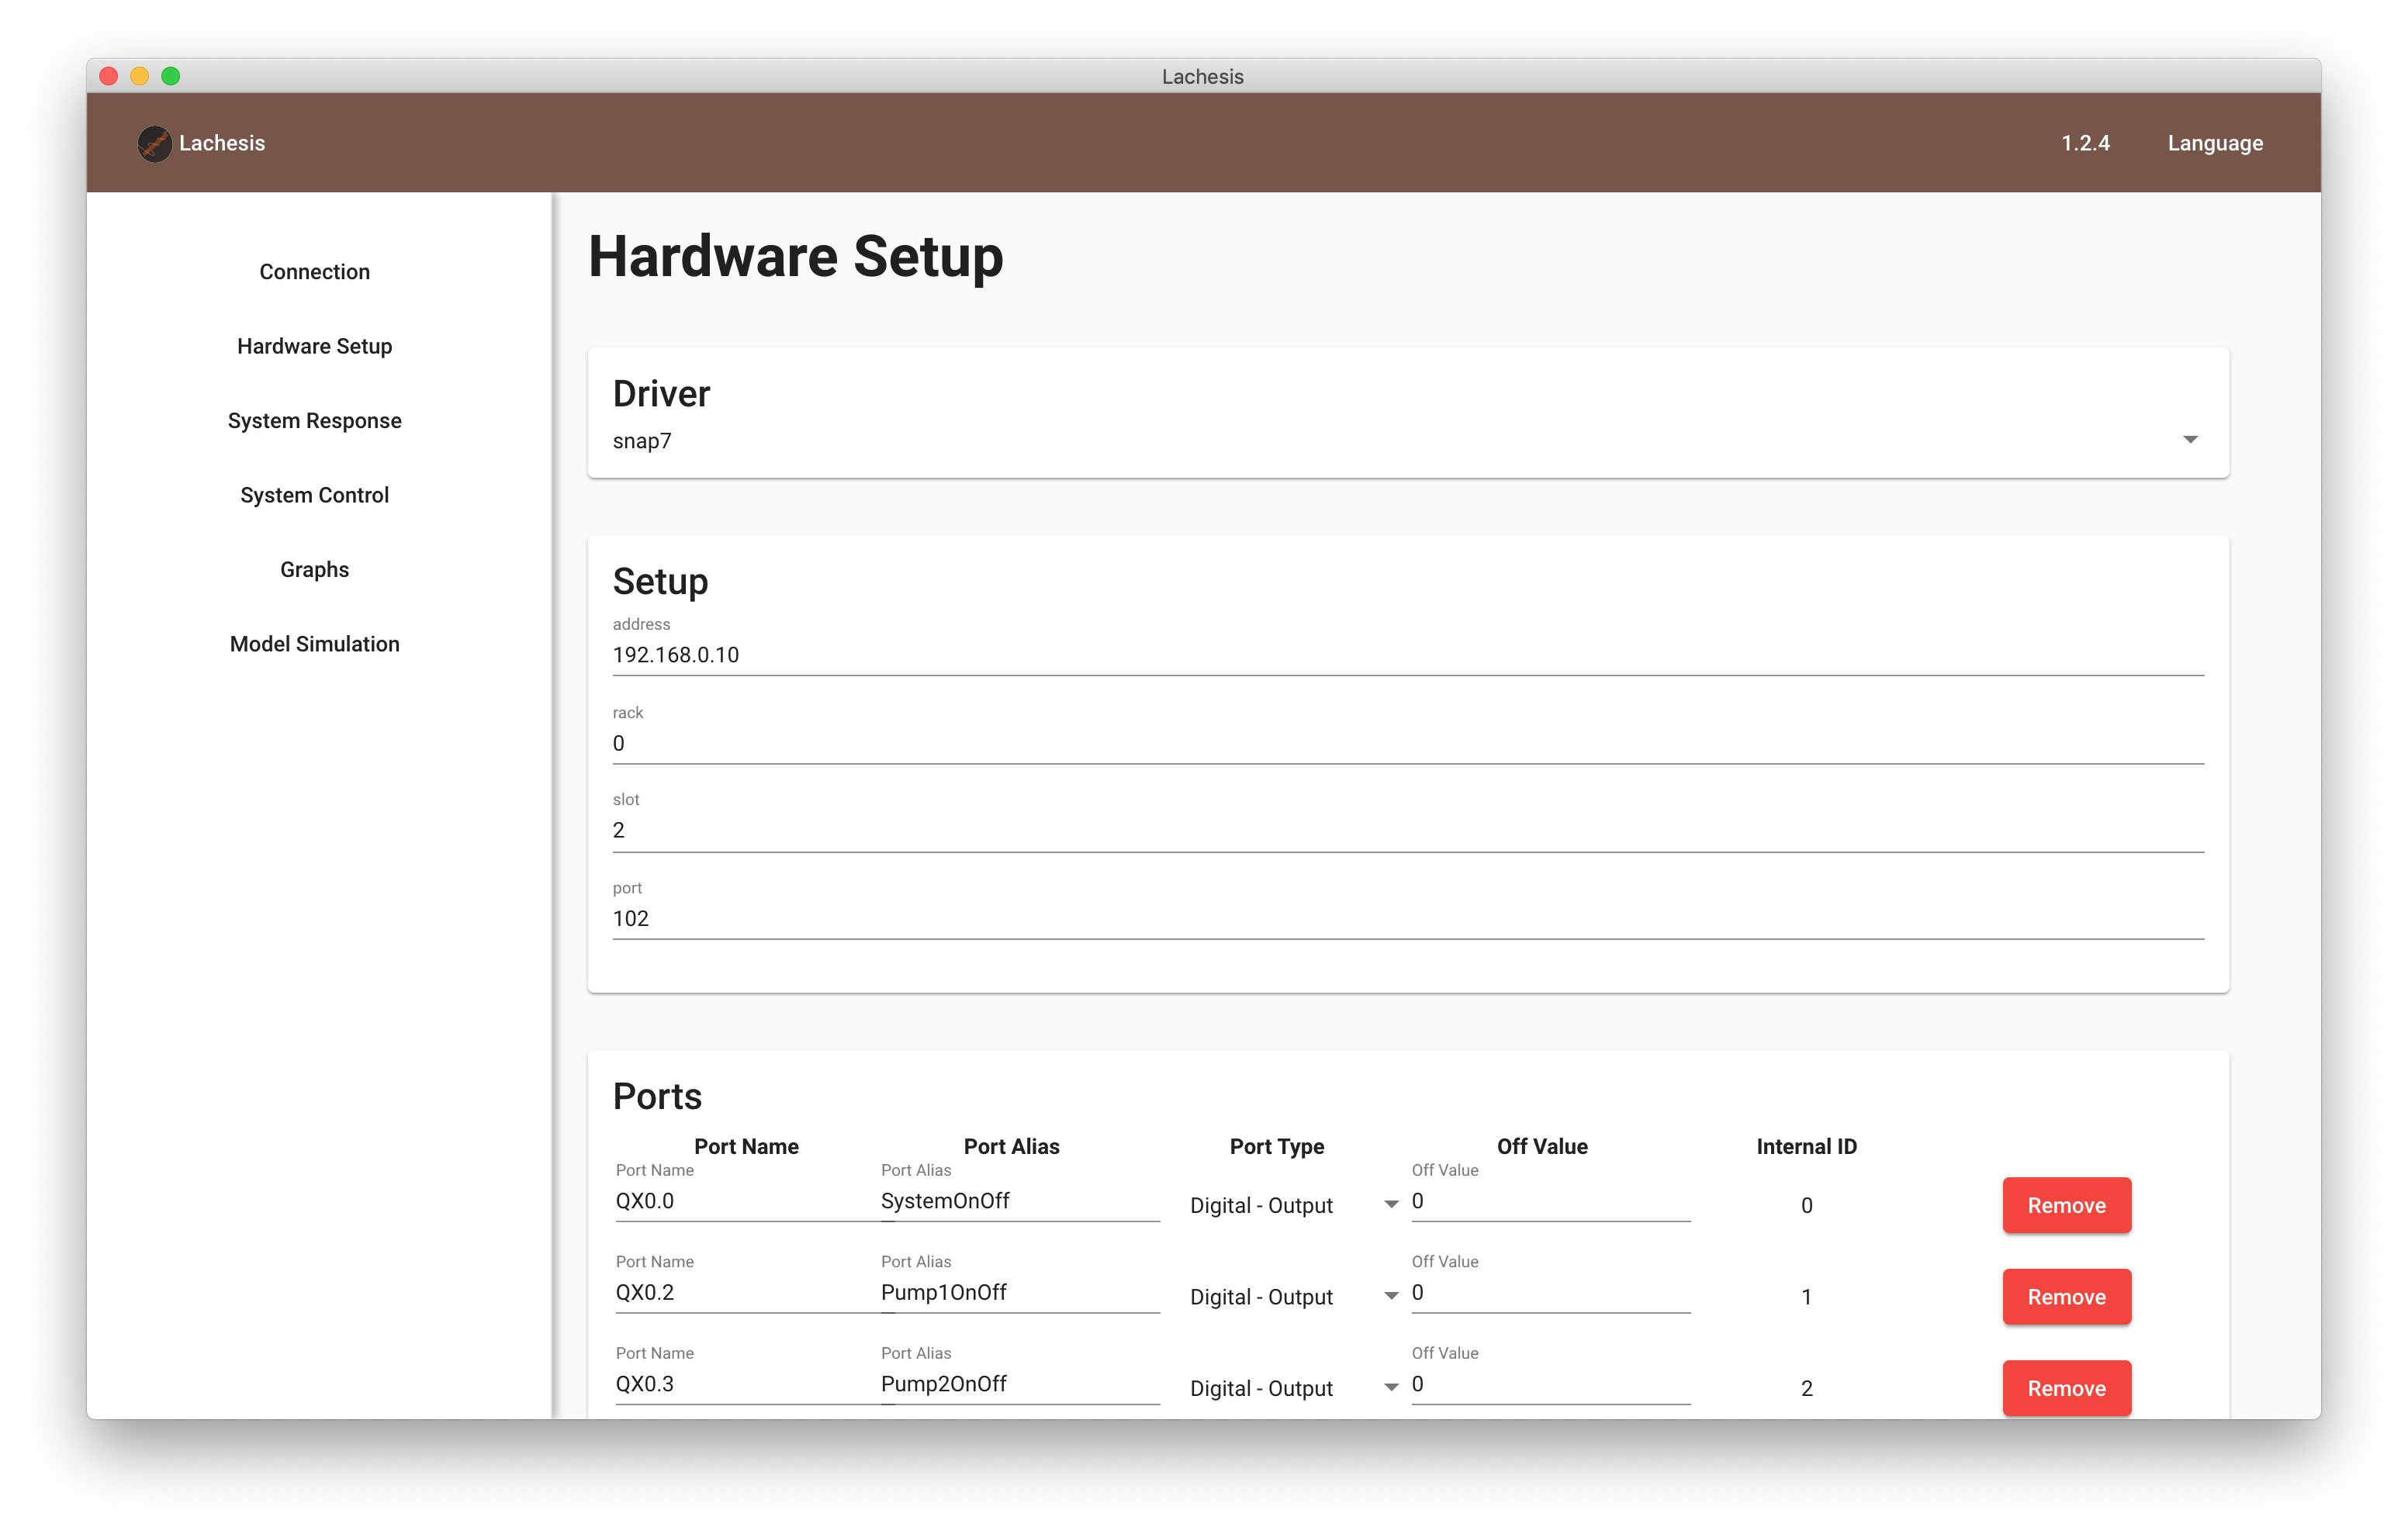 Lachesis
Lachesis
1.2.4 Language
Connection
Hardware Setup
System Response
System Control
Graphs
Model Simulation
Hardware Setup
Driver
snap7
Setup
address
192.168.0.10
rack
0
slot
2
port
102
Ports
Port Name Port Alias Port Type Off Value Internal ID
Port Name Port Alias Off Value
QX0.0 SystemOnOff Digital - Output 0 0 Remove
Port Name Port Alias Off Value
QX0.2 Pump1OnOff Digital - Output 0 1 Remove
Port Name Port Alias Off Value
QX0.3 Pump2OnOff Digital - Output 0 2 Remove